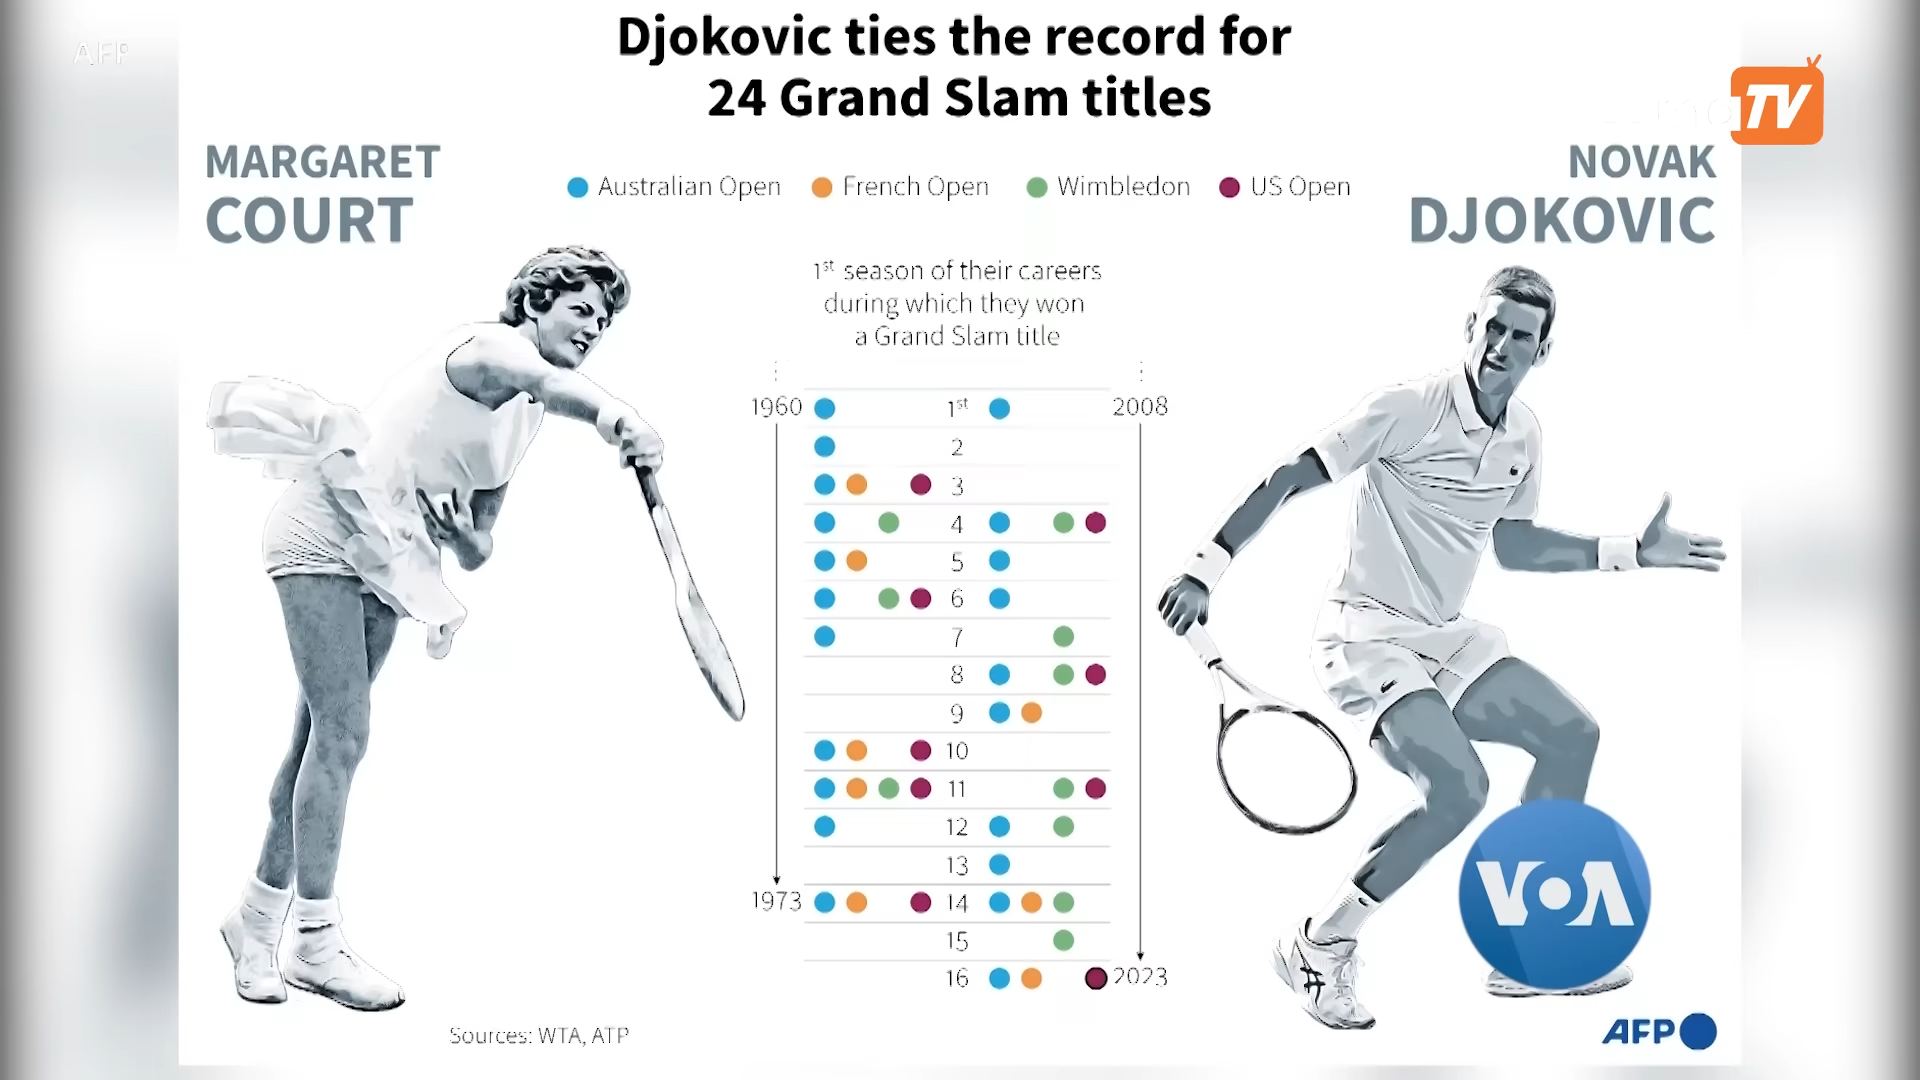 Djokovic ties the record for
24 Grand Slam titles
AFP
TV
MARGARET
COURT
NOVAK
DJOKOVIC
Australian Open
French Open
Wimbledon
US Open
1st season of their careers
during which they won
a Grand Slam title
1960
1st
2008
2
3
4
5
6
7
8
9
10
11
12
13
1973
14
15
16
2023
VOA
Sources: WTA, ATP
AFP